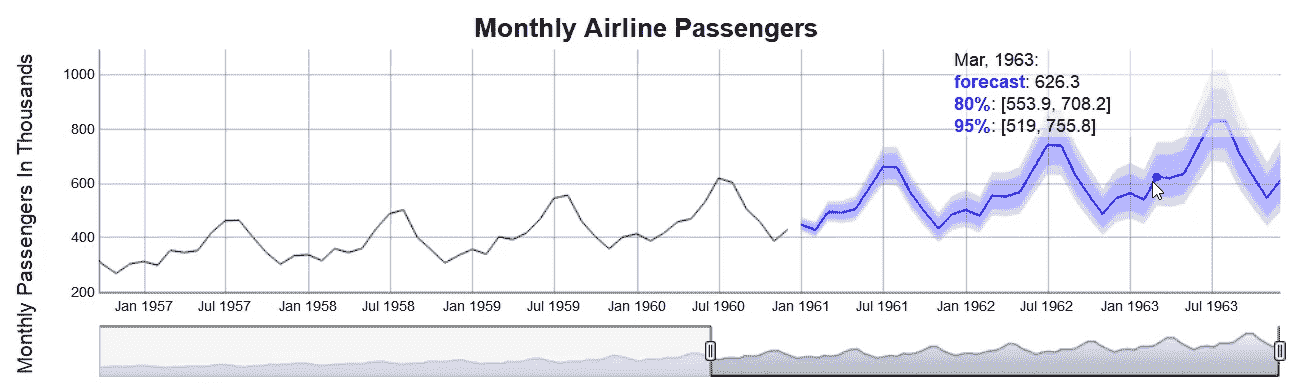 Monthly Airline Passengers
Monthly Passengers In Thousands
Mar, 1963:
forecast: 626.3
80%: [553.9, 708.2]
95%: [519, 755.8]
1000
800
600
400
200
Jan 1957 Jul 1957 Jan 1958 Jul 1958 Jan 1959 Jul 1959 Jan 1960 Jul 1960 Jan 1961 Jul 1961 Jan 1962 Jul 1962 Jan 1963 Jul 1963